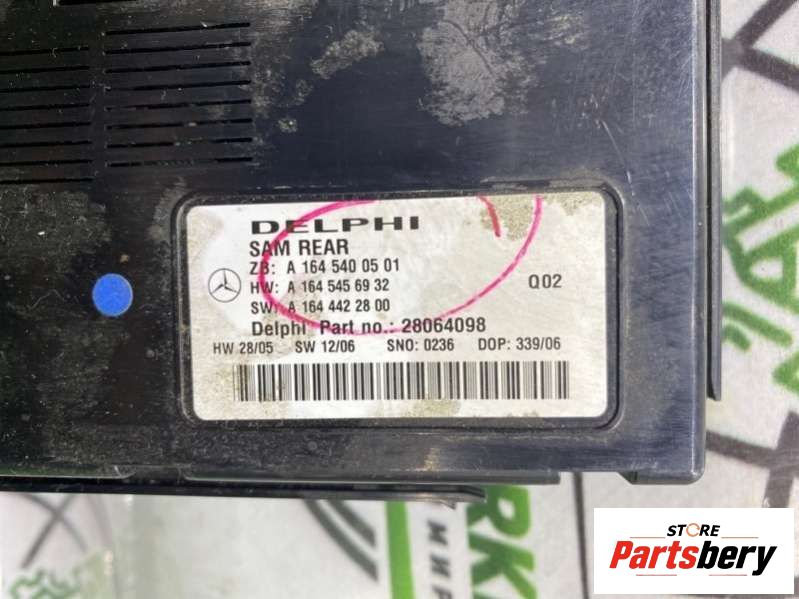 DELPHI
SAM REAR
ZB: A 164 540 05 01
HW: A 164 545 69 32
Q02
SW: A 164 442 28 00
Delphi Part no.: 28064098
HW 28/05 SW 12/06 SNO: 0236 DOP: 339/06
STORE
Partsbery